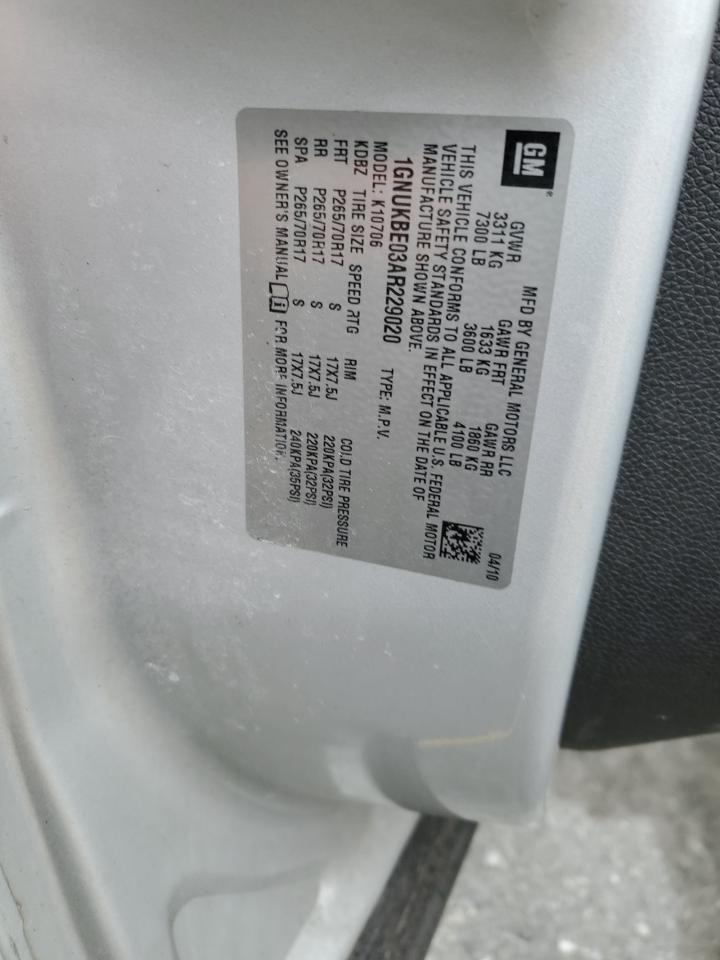 GM ®
MFD BY GENERAL MOTORS LLC 04/10
GVWR GAWR FRT GAWR RR
3311 KG 1633 KG 1860 KG
7300 LB 3600 LB 4100 LB
THIS VEHICLE CONFORMS TO ALL APPLICABLE U.S. FEDERAL MOTOR
VEHICLE SAFETY STANDARDS IN EFFECT ON THE DATE OF
MANUFACTURE SHOWN ABOVE.
1GNUKBE03AR229020 TYPE: M.P.V.
MODEL: K10706
KDBZ TIRE SIZE SPEED RTG RIM COLD TIRE PRESSURE
FRT P265/70R17 S 17X7.5J 220KPA(32PSI)
RR P265/70R17 S 17X7.5J 220KPA(32PSI)
SPA P265/70R17 S 17X7.5J 240KPA(35PSI)
SEE OWNER'S MANUAL i FOR MORE INFORMATION.